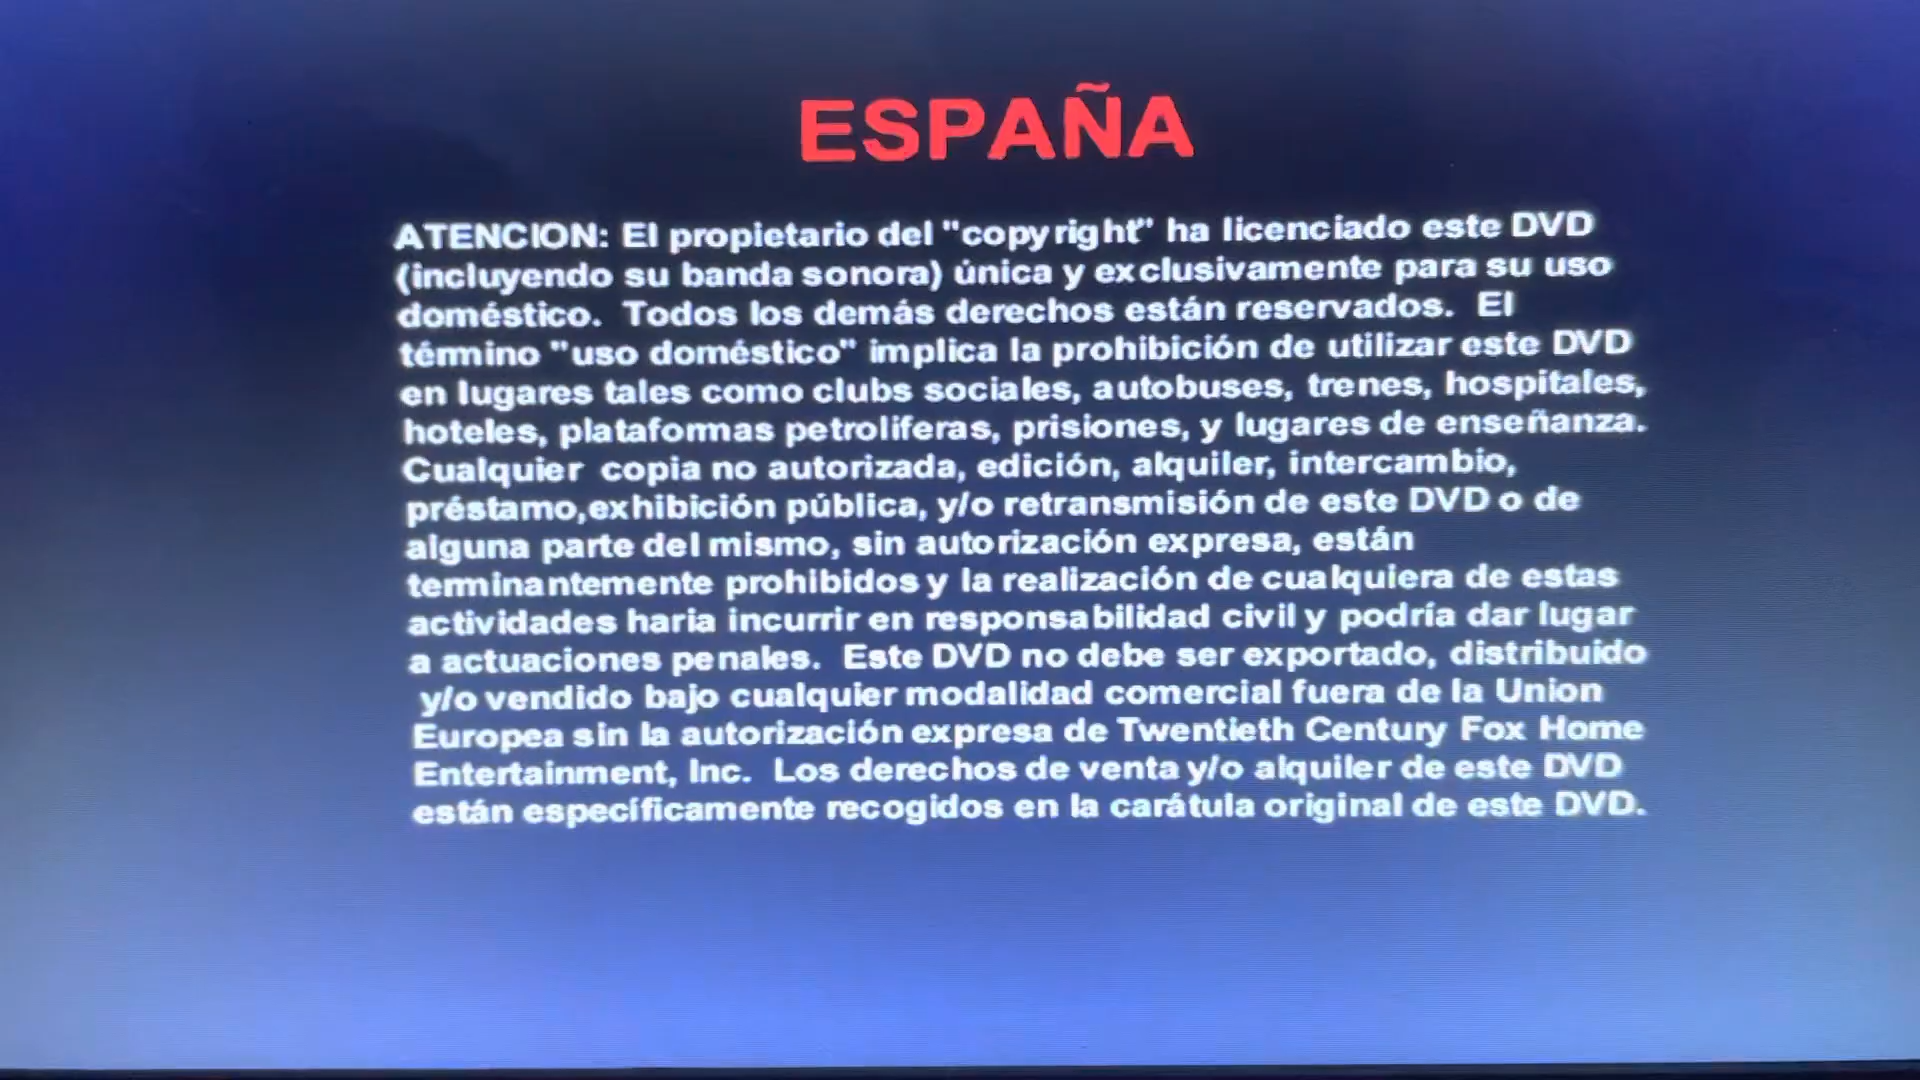 ESPAÑA
ATENCION: El propietario del "copyright" ha licenciado este DVD
(incluyendo su banda sonora) única y exclusivamente para su uso
doméstico. Todos los demás derechos están reservados. El
término "uso doméstico" implica la prohibición de utilizar este DVD
en lugares tales como clubs sociales, autobuses, trenes, hospitales,
hoteles, plataformas petroliferas, prisiones, y lugares de enseñanza.
Cualquier copia no autorizada, edición, alquiler, intercambio,
préstamo,exhibición pública, y/o retransmisión de este DVD o de
alguna parte del mismo, sin autorización expresa, están
terminantemente prohibidos y la realización de cualquiera de estas
actividades haria incurrir en responsabilidad civil y podría dar lugar
a actuaciones penales. Este DVD no debe ser exportado, distribuido
y/o vendido bajo cualquier modalidad comercial fuera de la Union
Europea sin la autorización expresa de Twentieth Century Fox Home
Entertainment, Inc. Los derechos de venta y/o alquiler de este DVD
están específicamente recogidos en la carátula original de este DVD.